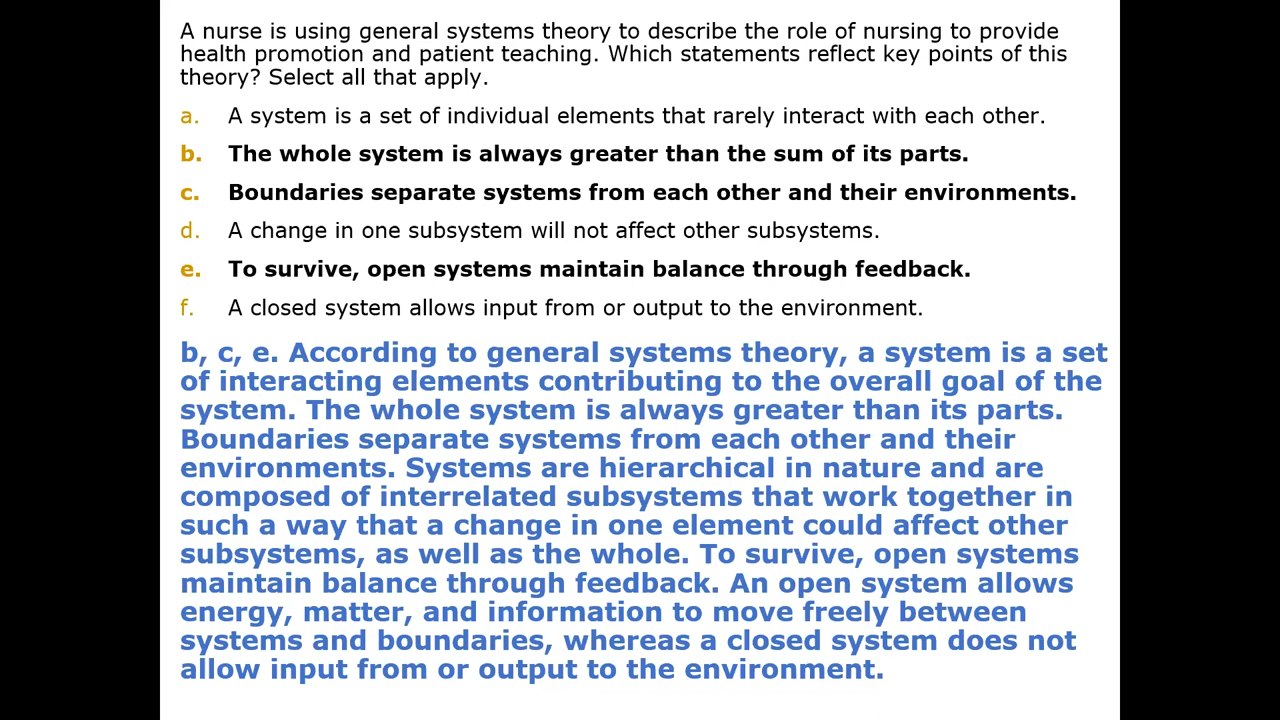 A nurse is using general systems theory to describe the role of nursing to provide
health promotion and patient teaching. Which statements reflect key points of this
theory? Select all that apply.
a. A system is a set of individual elements that rarely interact with each other.
b. The whole system is always greater than the sum of its parts.
c. Boundaries separate systems from each other and their environments.
d. A change in one subsystem will not affect other subsystems.
e. To survive, open systems maintain balance through feedback.
f. A closed system allows input from or output to the environment.
b, c, e. According to general systems theory, a system is a set
of interacting elements contributing to the overall goal of the
system. The whole system is always greater than its parts.
Boundaries separate systems from each other and their
environments. Systems are hierarchical in nature and are
composed of interrelated subsystems that work together in
such a way that a change in one element could affect other
subsystems, as well as the whole. To survive, open systems
maintain balance through feedback. An open system allows
energy, matter, and information to move freely between
systems and boundaries, whereas a closed system does not
allow input from or output to the environment.